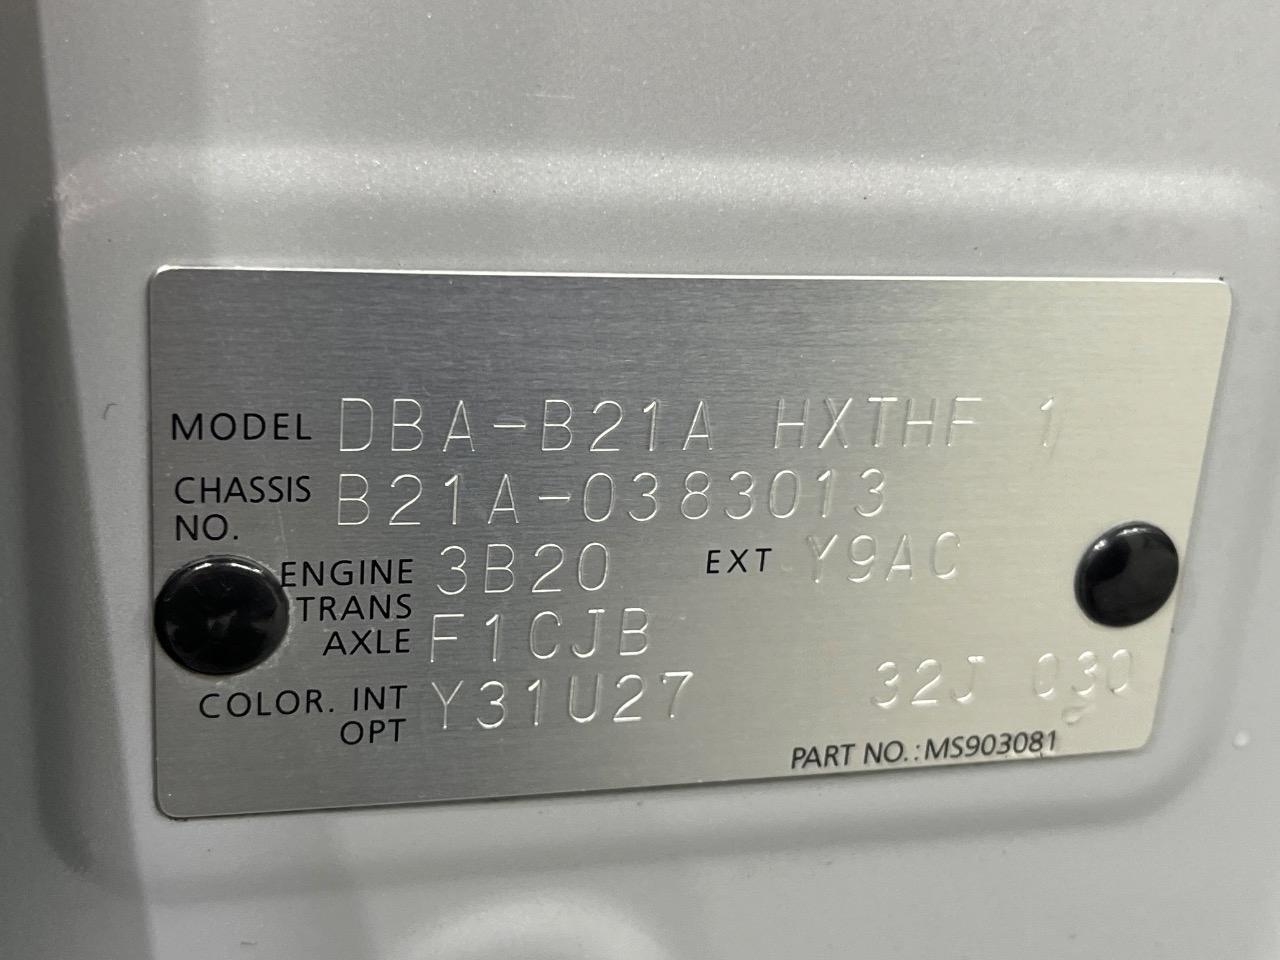 MODEL DBA-B21A HXTHF 1
CHASSIS NO. B21A-0383013
ENGINE 3B20 EXT Y9AC
TRANS AXLE F1CJB
COLOR. INT OPT Y31U27 32J 030
PART NO.: MS903081